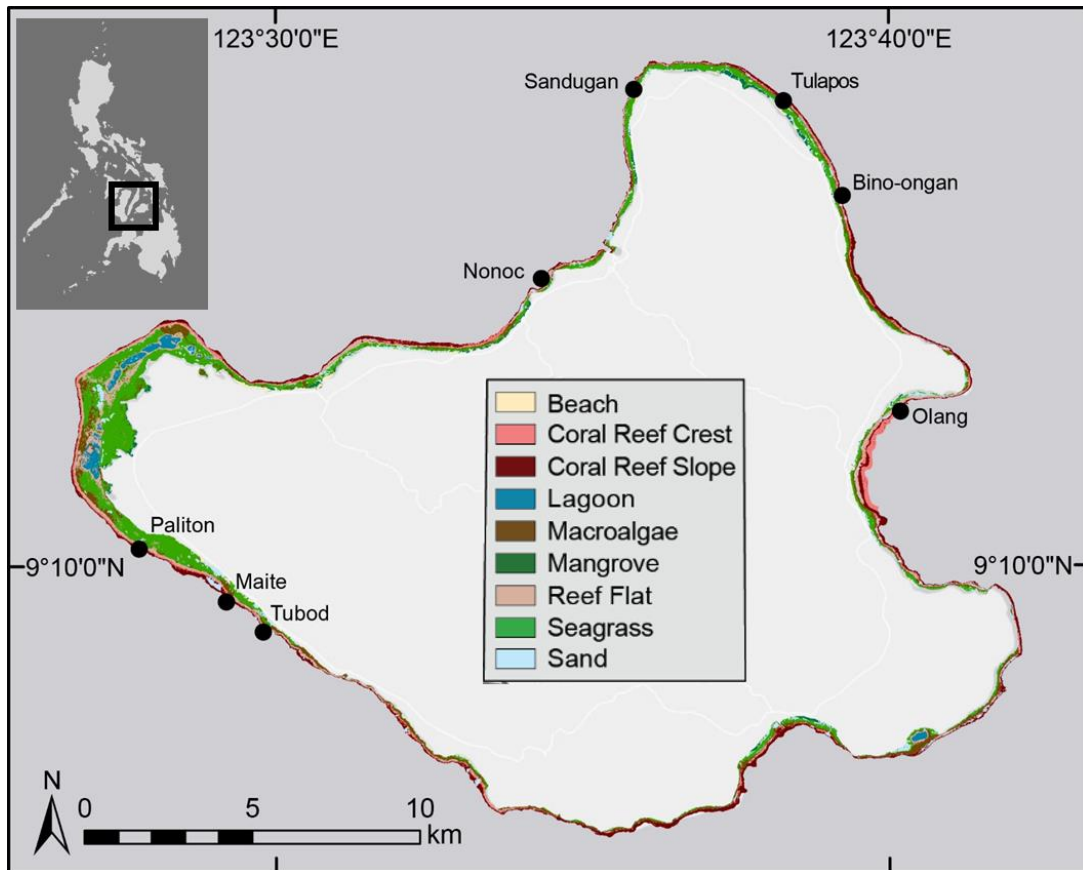 123°30'0"E
123°40'0"E
Sandugan
Tulapos
Bino-ongan
Nonoc
Olang
Beach
Coral Reef Crest
Coral Reef Slope
Lagoon
Macroalgae
Mangrove
Reef Flat
Seagrass
Sand
Paliton
9°10'0"N
9°10'0"N
Maite
Tubod
N
0 5 10
km